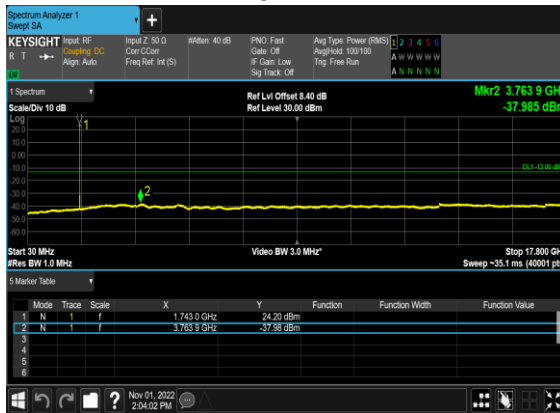 Spectrum Analyzer 1
Swept SA
+
KEYSIGHT Input: RF Input Z: 50 Ω #Atten: 40 dB PNO: Fast Avg Type: Power (RMS) 1 2 3 4 5 6
R T Coupling: DC Corr CCorr Gate: Off Avg|Hold: 100/100 A W W W W W
Align: Auto Freq Ref: Int (S) IF Gain: Low Trig: Free Run
Sig Track: Off A N N N N N
1 Spectrum Ref Lvl Offset 8.40 dB Mkr2 3.763 9 GH
Scale/Div 10 dB Ref Level 30.00 dBm -37.985 dBr
Log
20.0
10.0
0.00
-10.0
-20.0
-30.0
-40.0
-50.0
-60.0
1
DL1 -13.00 dB
2
Start 30 MHz Video BW 3.0 MHz* Stop 17.800 GH
#Res BW 1.0 MHz Sweep ~35.1 ms (40001 pt
5 Marker Table
Mode Trace Scale X Y Function Function Width Function Value
1 N 1 f 1.743 0 GHz 24.20 dBm
2 N 1 f 3.763 9 GHz -37.98 dBm
3
4
5
6
? Nov 01, 2022
2:04:02 PM